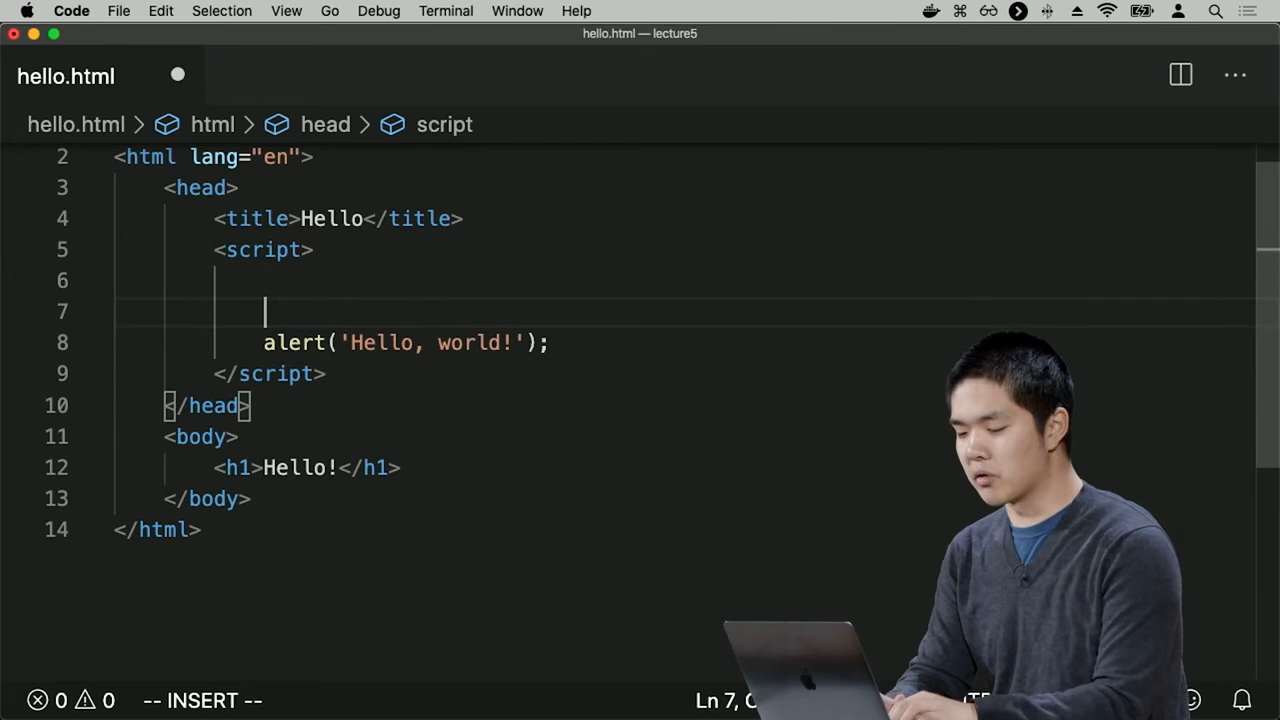 Code File Edit Selection View Go Debug Terminal Window Help
hello.html — lecture5
hello.html
hello.html > html > head > script
2 <html lang="en">
3 <head>
4 <title>Hello</title>
5 <script>
6
7
8 alert('Hello, world!');
9 </script>
10 </head>
11 <body>
12 <h1>Hello!</h1>
13 </body>
14 </html>
0 0 -- INSERT -- Ln 7,